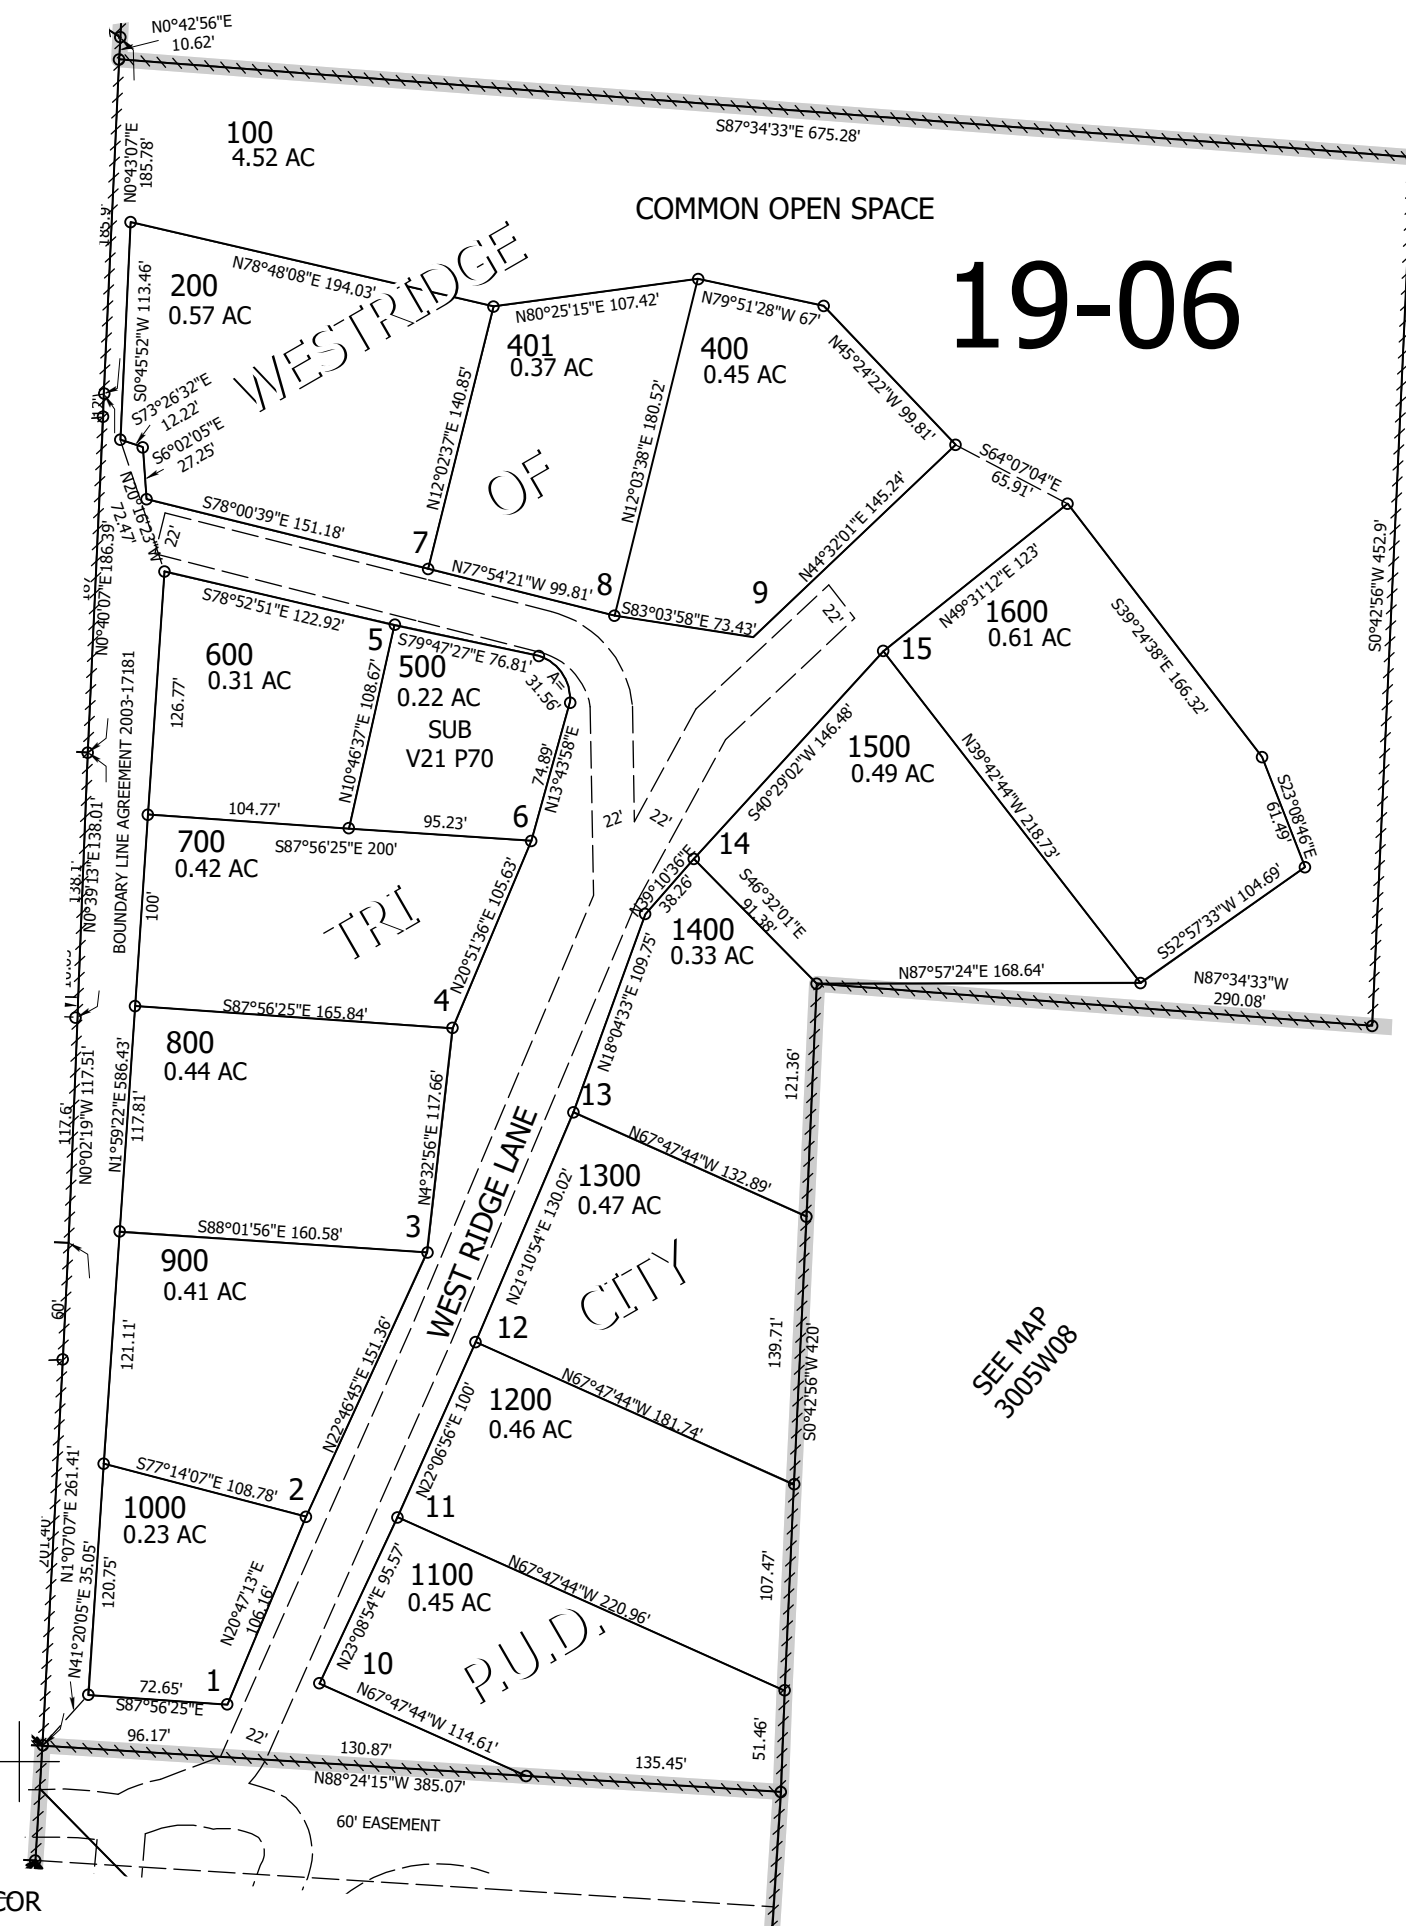 N0°42'56"E
10.62'
S87°34'33"E 675.28'
100
4.52 AC
N0°43'07"E
185.78'
COMMON OPEN SPACE
19-06
185.9'
200
0.57 AC
N78°48'08"E 194.03'
S0°45'52"W 113.46'
WESTRIDGE
N80°25'15"E 107.42'
N79°51'28"W 67'
401
0.37 AC
400
0.45 AC
N45°24'22"W 99.81'
S73°26'32"E
12.22'
S6°02'05"E
27.25'
N12°02'37"E 140.85'
N12°03'38"E 180.52'
OF
S64°07'04"E
65.91'
N20°16'23"W
72.47'
22'
S78°00'39"E 151.18'
7
N77°54'21"W 99.81'
8
S83°03'58"E 73.43'
9
N44°32'01"E 145.24'
22'
N49°31'12"E 123'
1600
0.61 AC
S39°24'38"E 166.32'
S0°42'56"W 452.9'
N0°40'07"E 186.39'
S78°52'51"E 122.92'
5
S79°47'27"E 76.81'
A=
31.56'
600
0.31 AC
500
0.22 AC
SUB
V21 P70
126.77'
N10°46'37"E 108.67'
74.89'
N13°43'58"E
15
1500
0.49 AC
S40°29'02"W 146.48'
N39°42'44"W 218.73'
S23°08'46"E
61.49'
BOUNDARY LINE AGREEMENT 2003-17181
N0°39'13"E 138.01'
138.1'
104.77'
95.23'
6
S87°56'25"E 200'
22'
22'
700
0.42 AC
14
N39°10'36"E
38.26'
S46°32'01"E
91.38'
S52°57'33"W 104.69'
100'
TRI
N20°51'36"E 105.63'
1400
0.33 AC
N87°57'24"E 168.64'
N87°34'33"W
290.08'
4
S87°56'25"E 165.84'
800
0.44 AC
N18°04'33"E 109.75'
121.36'
N0°02'19"W 117.51'
117.6'
N1°59'22"E 586.43'
117.81'
N4°32'56"E 117.66'
13
N67°47'44"W 132.89'
WEST RIDGE LANE
1300
0.47 AC
3
S88°01'56"E 160.58'
900
0.41 AC
N21°10'54"E 130.02'
CITY
60'
121.11'
N22°46'45"E 151.36'
12
139.71'
S0°42'56"W 420'
SEE MAP
3005W08
N67°47'44"W 181.74'
1200
0.46 AC
N22°06'56"E 100'
N1°07'07"E 261.41'
S77°14'07"E 108.78'
2
1000
0.23 AC
11
N67°47'44"W 220.96'
1100
0.45 AC
107.47'
N41°20'05"E 35.05'
120.75'
N20°47'13"E
106.16'
N23°08'54"E 95.57'
P.U.D.
10
N67°47'44"W 114.61'
72.65'
1
S87°56'25"E
51.46'
96.17'
22'
130.87'
135.45'
N88°24'15"W 385.07'
60' EASEMENT
COR